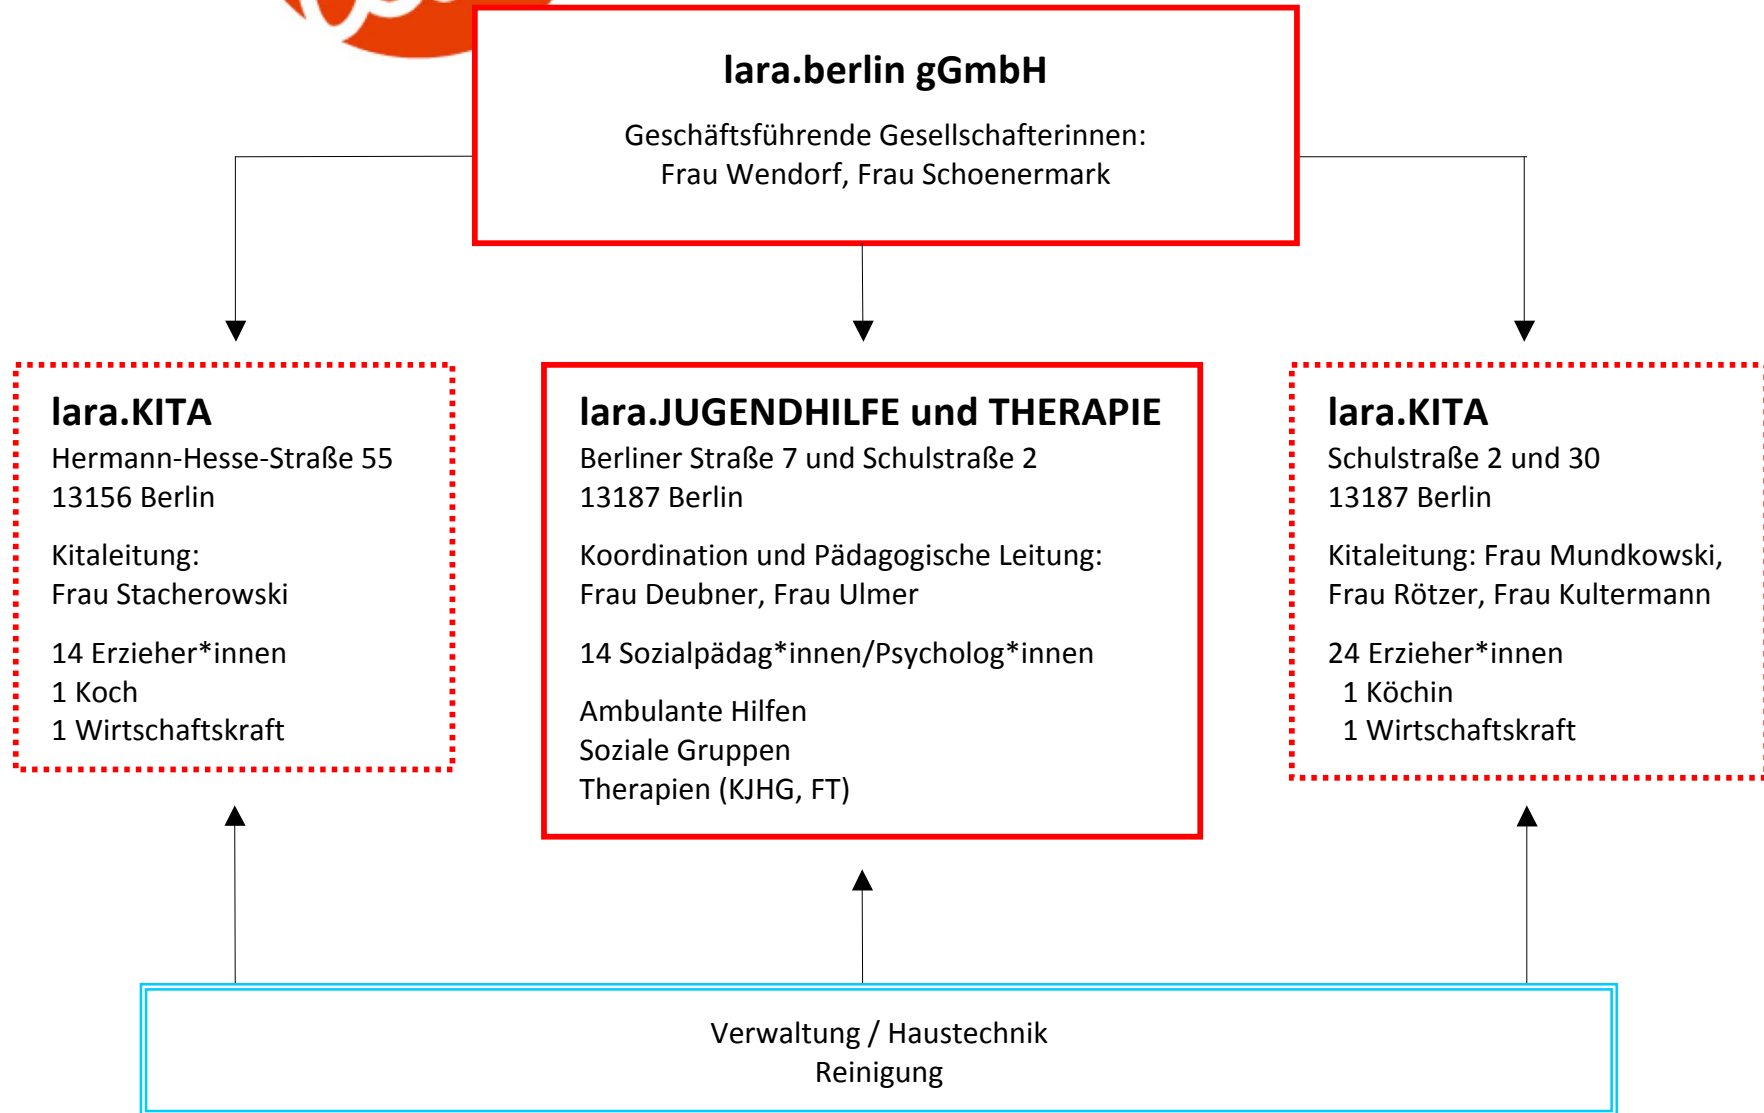 lara.berlin gGmbH
Geschäftsführende Gesellschafterinnen:
Frau Wendorf, Frau Schoenermark
lara.KITA
Hermann-Hesse-Straße 55
13156 Berlin
Kitaleitung:
Frau Stacherowski
14 Erzieher*innen
1 Koch
1 Wirtschaftskraft
lara.JUGENDHILFE und THERAPIE
Berliner Straße 7 und Schulstraße 2
13187 Berlin
Koordination und Pädagogische Leitung:
Frau Deubner, Frau Ulmer
14 Sozialpädag*innen/Psycholog*innen
Ambulante Hilfen
Soziale Gruppen
Therapien (KJHG, FT)
lara.KITA
Schulstraße 2 und 30
13187 Berlin
Kitaleitung: Frau Mundkowski,
Frau Rötzer, Frau Kultermann
24 Erzieher*innen
1 Köchin
1 Wirtschaftskraft
Verwaltung / Haustechnik
Reinigung